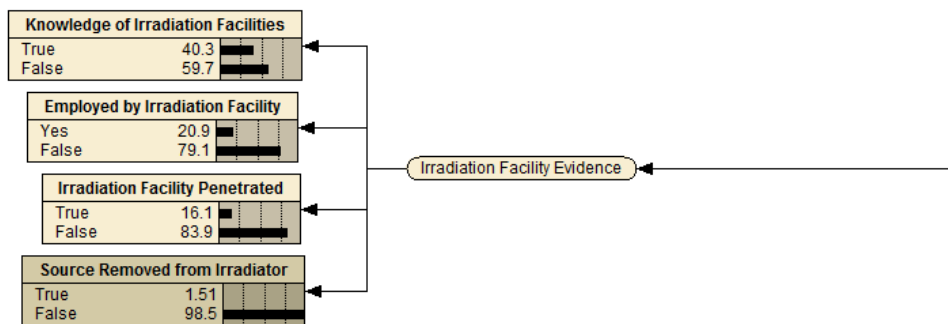 Knowledge of Irradiation Facilities
True 40.3
False 59.7
Employed by Irradiation Facility
Yes 20.9
False 79.1
Irradiation Facility Evidence
Irradiation Facility Penetrated
True 16.1
False 83.9
Source Removed from Irradiator
True 1.51
False 98.5